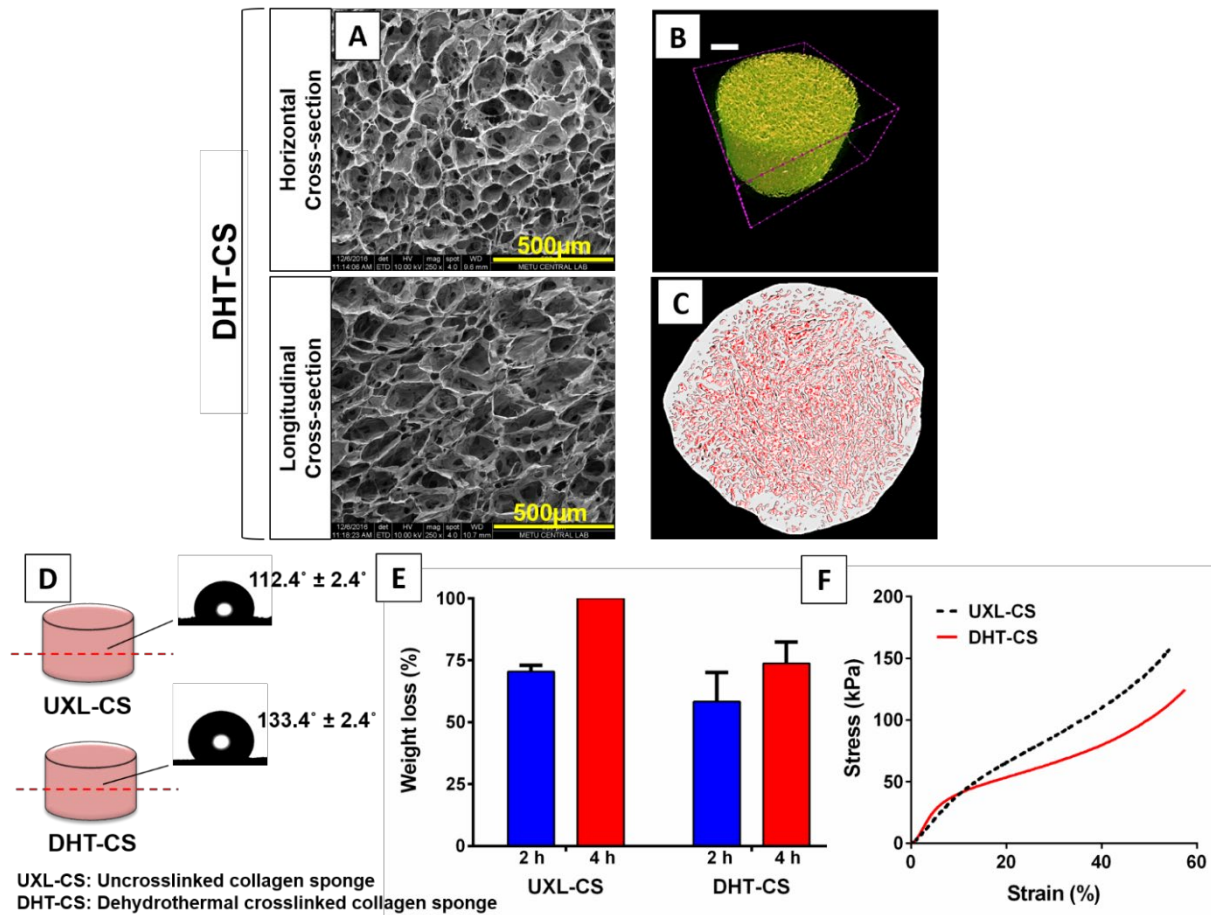 DHT-CS
Horizontal
Cross-section
A
500µm
12/6/2016 det HV mag spot WD
11:14:06 AM ETD 10.00 kV 250 x 4.0 9.6 mm METU CENTRAL LAB
Longitudinal
Cross-section
500µm
12/6/2016 det HV mag spot WD
11:18:23 AM ETD 10.00 kV 250 x 4.0 10.7 mm METU CENTRAL LAB
B
C
D
112.4° ± 2.4°
UXL-CS
133.4° ± 2.4°
DHT-CS
UXL-CS: Uncrosslinked collagen sponge
DHT-CS: Dehydrothermal crosslinked collagen sponge
E
Weight loss (%)
100
75
50
25
0
2 h 4 h 2 h 4 h
UXL-CS DHT-CS
F
UXL-CS
DHT-CS
Stress (kPa)
200
150
100
50
0
0 20 40 60
Strain (%)